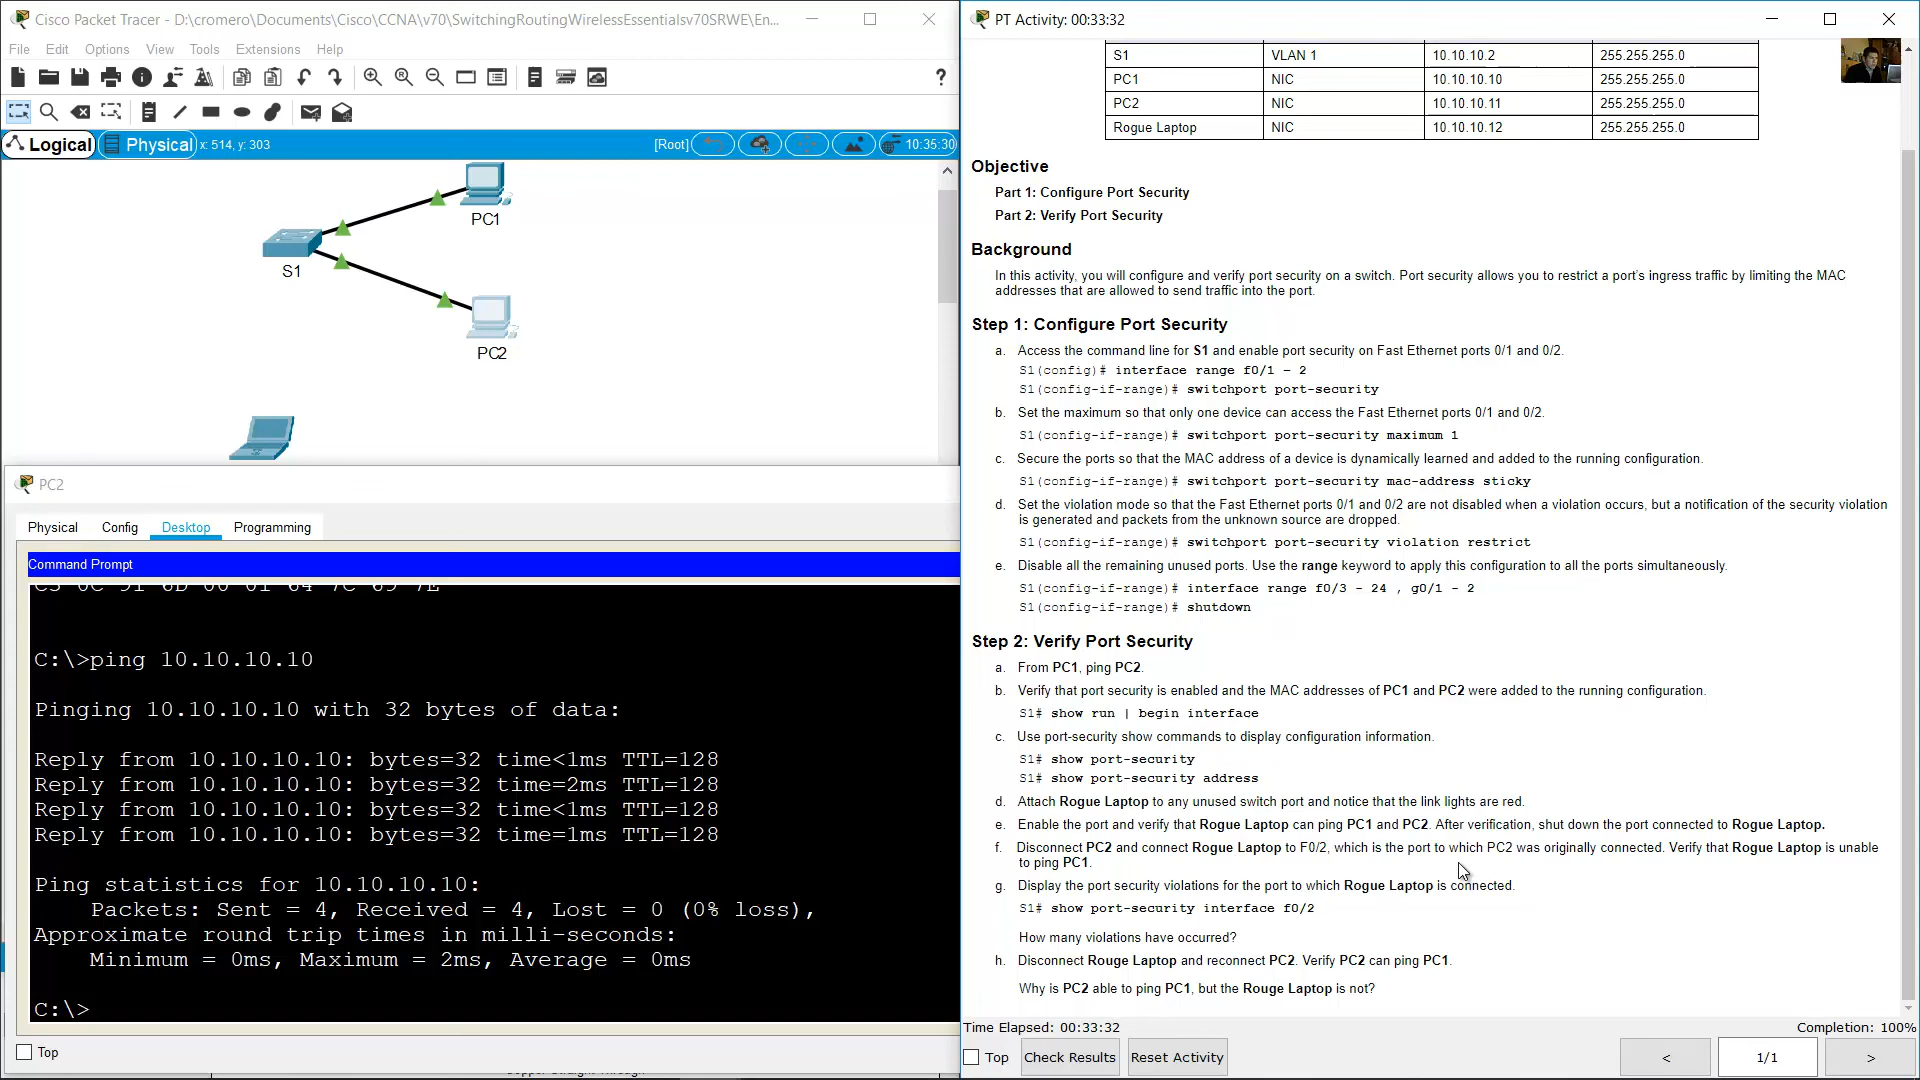 Cisco Packet Tracer - D:\cromero\Documents\Cisco\CCNA\v70\SwitchingRoutingWirelessEssentialsv70SRWE\En...
File Edit Options View Tools Extensions Help
Logical Physical x: 514, y: 303 [Root] 10:35:30
PC1
S1
PC2
PC2
Physical Config Desktop Programming
Command Prompt
C:\>ping 10.10.10.10
Pinging 10.10.10.10 with 32 bytes of data:
Reply from 10.10.10.10: bytes=32 time<1ms TTL=128
Reply from 10.10.10.10: bytes=32 time=2ms TTL=128
Reply from 10.10.10.10: bytes=32 time<1ms TTL=128
Reply from 10.10.10.10: bytes=32 time=1ms TTL=128
Ping statistics for 10.10.10.10:
Packets: Sent = 4, Received = 4, Lost = 0 (0% loss),
Approximate round trip times in milli-seconds:
Minimum = 0ms, Maximum = 2ms, Average = 0ms
C:\>
Top
PT Activity: 00:33:32
S1 VLAN 1 10.10.10.2 255.255.255.0
PC1 NIC 10.10.10.10 255.255.255.0
PC2 NIC 10.10.10.11 255.255.255.0
Rogue Laptop NIC 10.10.10.12 255.255.255.0
Objective
Part 1: Configure Port Security
Part 2: Verify Port Security
Background
In this activity, you will configure and verify port security on a switch. Port security allows you to restrict a port's ingress traffic by limiting the MAC
addresses that are allowed to send traffic into the port.
Step 1: Configure Port Security
a. Access the command line for S1 and enable port security on Fast Ethernet ports 0/1 and 0/2.
S1(config)# interface range f0/1 - 2
S1(config-if-range)# switchport port-security
b. Set the maximum so that only one device can access the Fast Ethernet ports 0/1 and 0/2.
S1(config-if-range)# switchport port-security maximum 1
c. Secure the ports so that the MAC address of a device is dynamically learned and added to the running configuration.
S1(config-if-range)# switchport port-security mac-address sticky
d. Set the violation mode so that the Fast Ethernet ports 0/1 and 0/2 are not disabled when a violation occurs, but a notification of the security violation
is generated and packets from the unknown source are dropped.
S1(config-if-range)# switchport port-security violation restrict
e. Disable all the remaining unused ports. Use the range keyword to apply this configuration to all the ports simultaneously.
S1(config-if-range)# interface range f0/3 - 24 , g0/1 - 2
S1(config-if-range)# shutdown
Step 2: Verify Port Security
a. From PC1, ping PC2.
b. Verify that port security is enabled and the MAC addresses of PC1 and PC2 were added to the running configuration.
S1# show run | begin interface
c. Use port-security show commands to display configuration information.
S1# show port-security
S1# show port-security address
d. Attach Rogue Laptop to any unused switch port and notice that the link lights are red.
e. Enable the port and verify that Rogue Laptop can ping PC1 and PC2. After verification, shut down the port connected to Rogue Laptop.
f. Disconnect PC2 and connect Rogue Laptop to F0/2, which is the port to which PC2 was originally connected. Verify that Rogue Laptop is unable
to ping PC1.
g. Display the port security violations for the port to which Rogue Laptop is connected.
S1# show port-security interface f0/2
How many violations have occurred?
h. Disconnect Rouge Laptop and reconnect PC2. Verify PC2 can ping PC1.
Why is PC2 able to ping PC1, but the Rouge Laptop is not?
Time Elapsed: 00:33:32 Completion: 100%
Top Check Results Reset Activity < 1/1 >